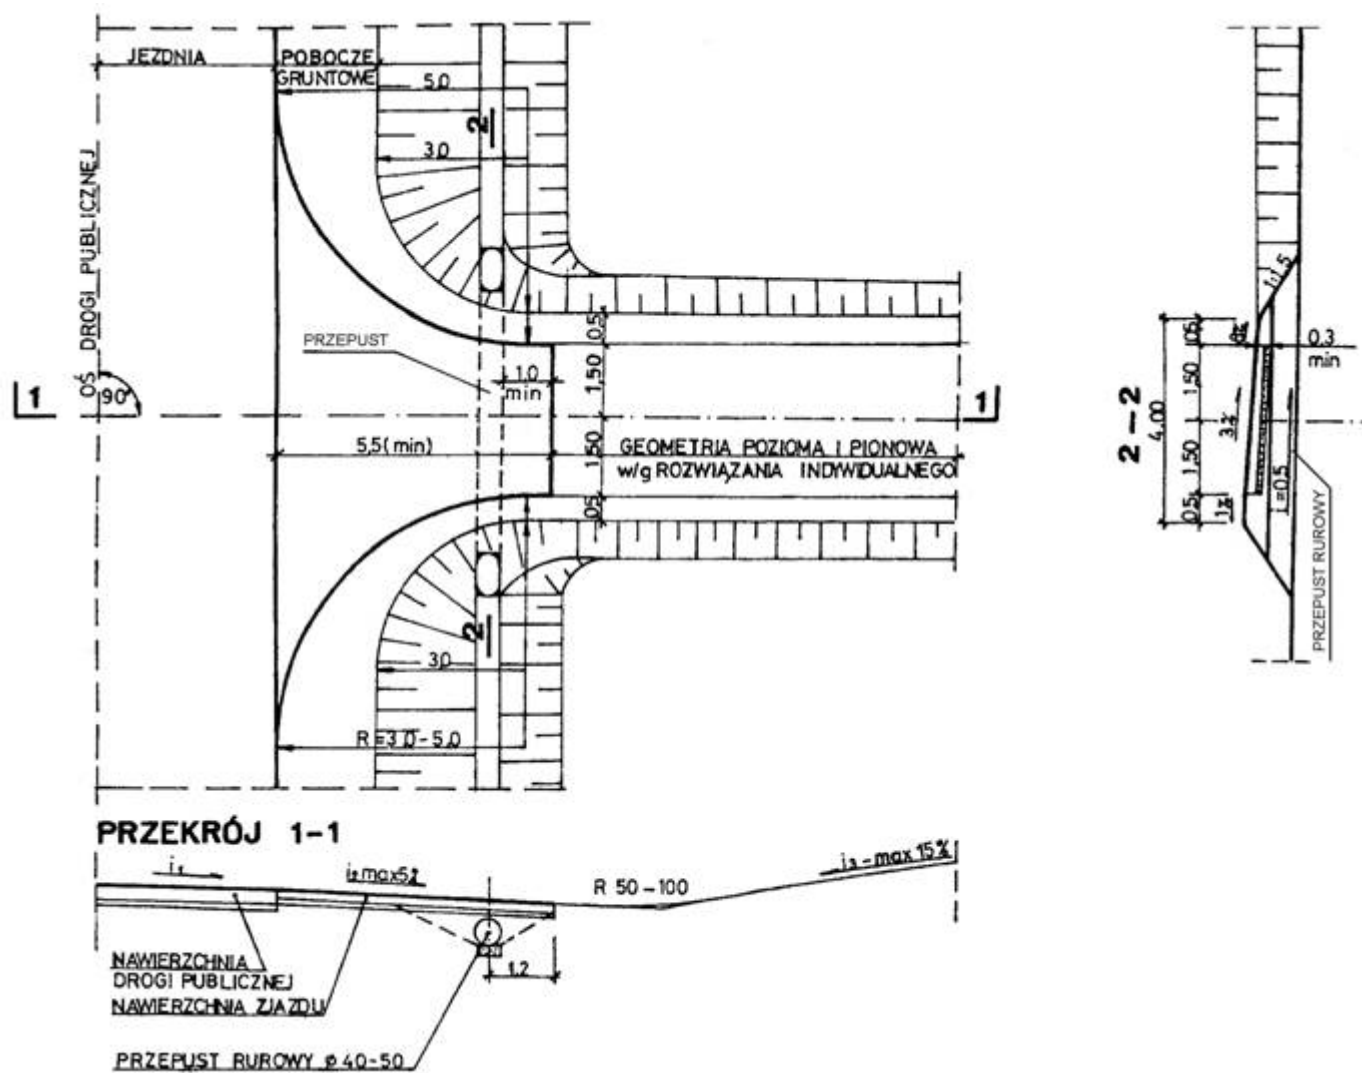 JEZDNIA
POBOCZE
GRUNTOWE
5,0
2
3,0
OŚ DROGI PUBLICZNEJ
PRZEPUST
0,5
1,0
min
1,50
90°
1
1
5,5(min)
1,50
GEOMETRIA POZIOMA I PIONOWA
w/g ROZWIĄZANIA INDYWIDUALNEGO
0,5
2
3,0
R=3,0-5,0
1:1,5
0,5
0,3
min
1,50
2-2
4.00
3%
1,50
i=0.5
0,5
1%
PRZEPUST RUROWY
PRZEKRÓJ 1-1
i₁
i₂ max5%
R 50-100
i₃-max 15%
NAWIERZCHNIA
DROGI PUBLICZNEJ
NAWIERZCHNIA ZJAZDU
1,2
PRZEPUST RUROWY ø 40-50